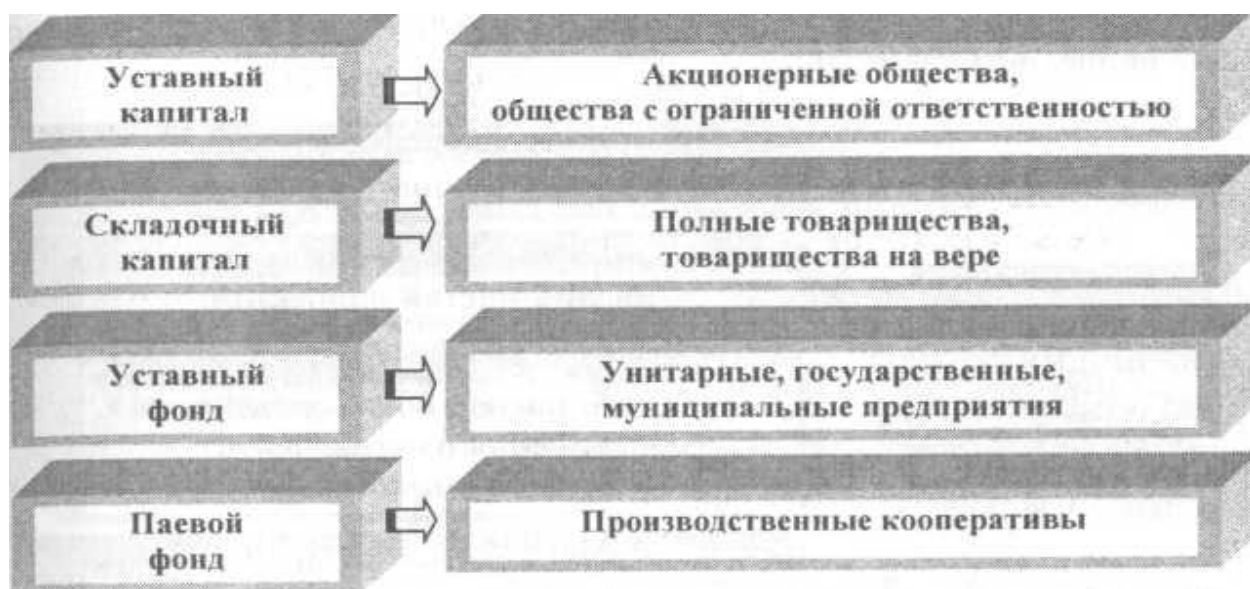 Уставный
капитал
Акционерные общества,
общества с ограниченной ответственностью
Складочный
капитал
Полные товарищества,
товарищества на вере
Уставный
фонд
Унитарные, государственные,
муниципальные предприятия
Паевой
фонд
Производственные кооперативы